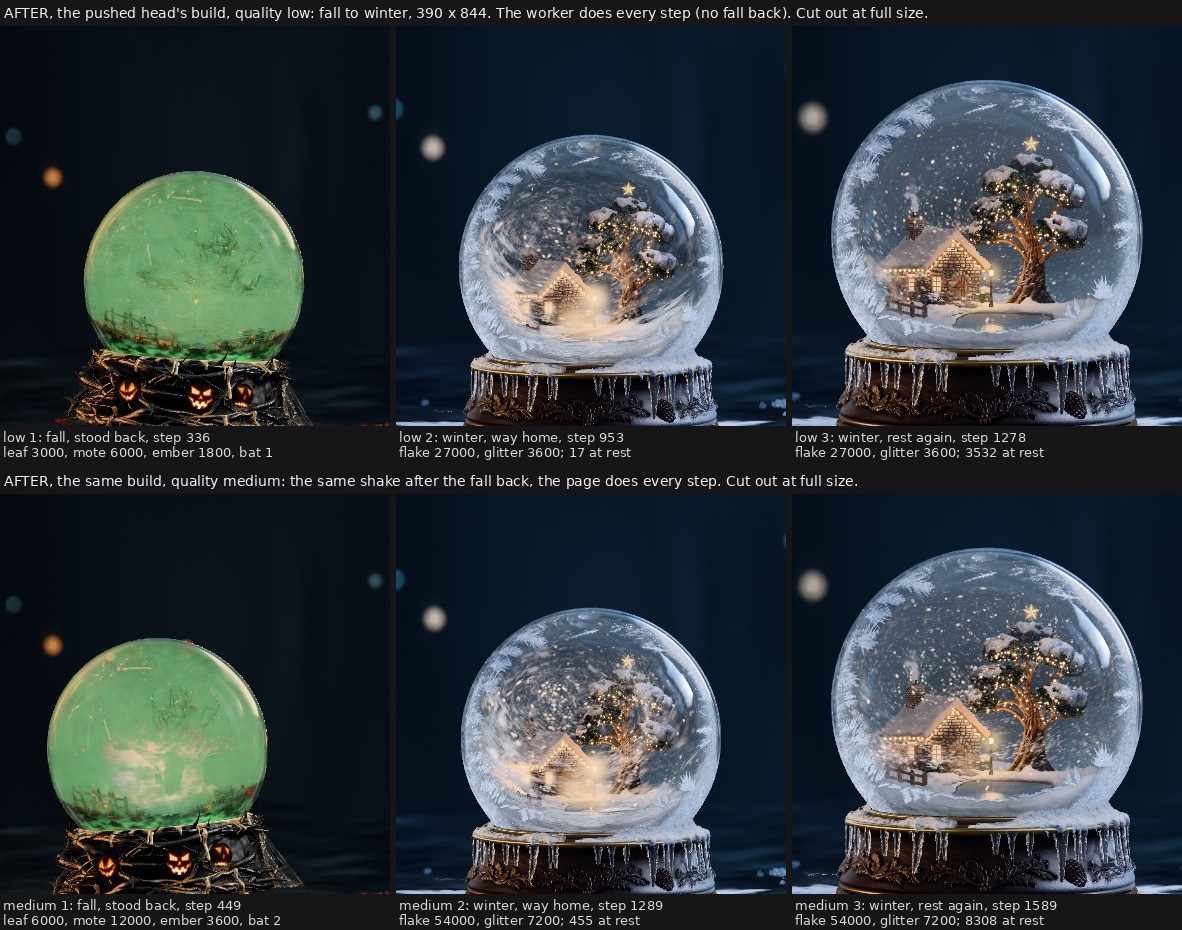 AFTER, the pushed head's build, quality low: fall to winter, 390 x 844. The worker does every step (no fall back). Cut out at full size.
low 1: fall, stood back, step 336
leaf 3000, mote 6000, ember 1800, bat 1
low 2: winter, way home, step 953
flake 27000, glitter 3600; 17 at rest
low 3: winter, rest again, step 1278
flake 27000, glitter 3600; 3532 at rest
AFTER, the same build, quality medium: the same shake after the fall back, the page does every step. Cut out at full size.
medium 1: fall, stood back, step 449
leaf 6000, mote 12000, ember 3600, bat 2
medium 2: winter, way home, step 1289
flake 54000, glitter 7200; 455 at rest
medium 3: winter, rest again, step 1589
flake 54000, glitter 7200; 8308 at rest